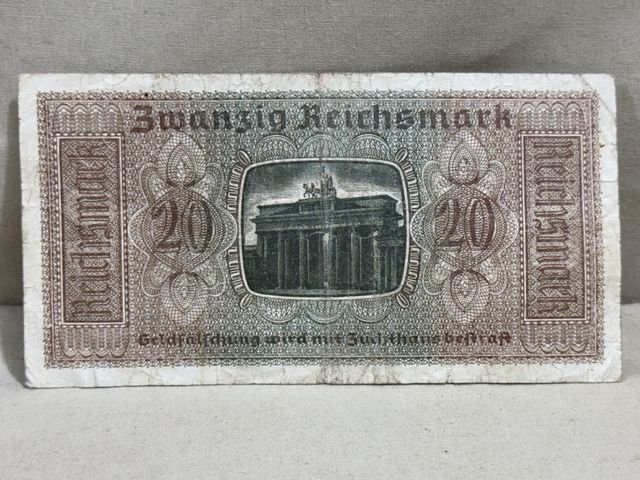 Zwanzig Reichsmark
Reichsmark
20
20
Reichsmark
Geldfälschung wird mit Zuchthaus bestraft